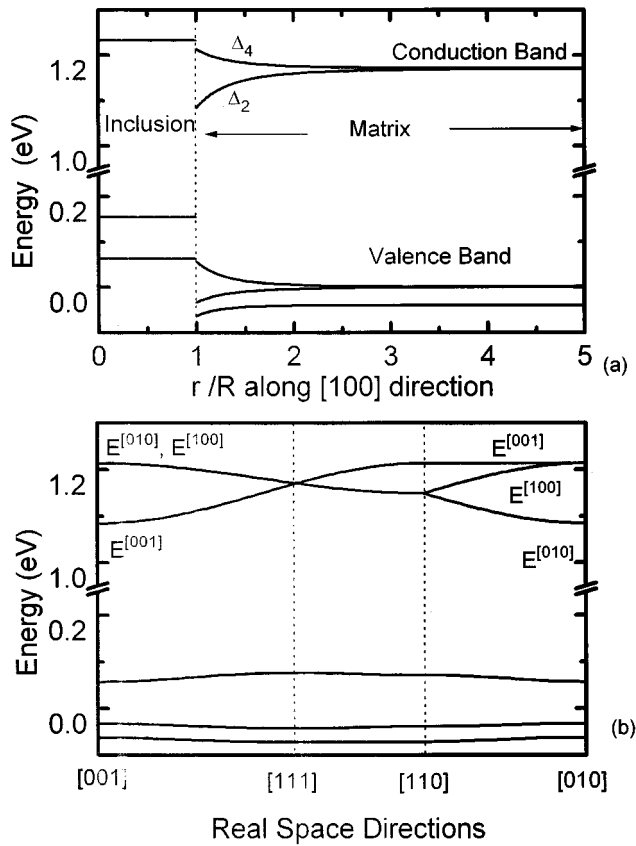 Δ4
Conduction Band
1.2
Δ2
Inclusion
Matrix
1.0
Energy (eV)
0.2
Valence Band
0.0
0 1 2 3 4 5
r /R along [100] direction
(a)
E[010], E[100]
E[001]
1.2
E[100]
E[001]
E[010]
1.0
Energy (eV)
0.2
0.0
(b)
[001] [111] [110] [010]
Real Space Directions